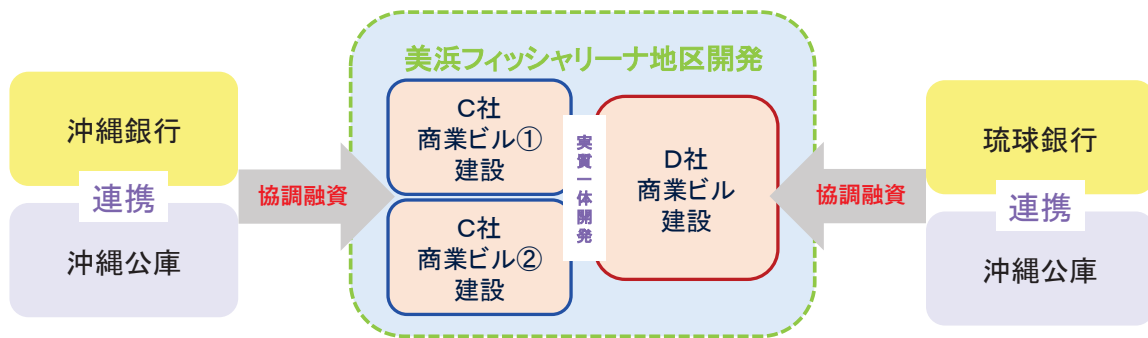 美浜フィッシャリーナ地区開発
沖縄銀行
連携
沖縄公庫
協調融資
C社
商業ビル①
建設
C社
商業ビル②
建設
実質一体開発
D社
商業ビル
建設
協調融資
琉球銀行
連携
沖縄公庫